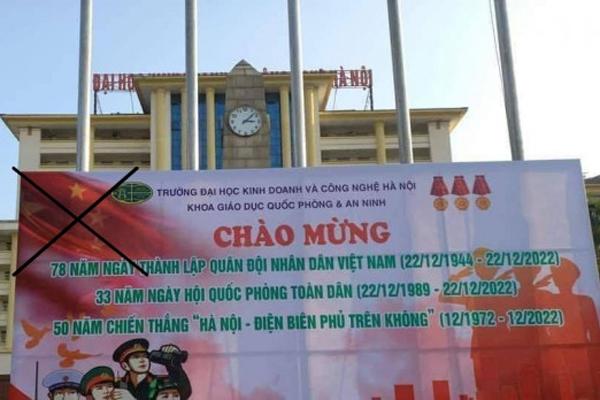 ĐẠI HỌ HÀ NỘI
TRƯỜNG ĐẠI HỌC KINH DOANH VÀ CÔNG NGHỆ HÀ NỘI
KHOA GIÁO DỤC QUỐC PHÒNG & AN NINH
CHÀO MỪNG
78 NĂM NGÀY THÀNH LẬP QUÂN ĐỘI NHÂN DÂN VIỆT NAM (22/12/1944 - 22/12/2022)
33 NĂM NGÀY HỘI QUỐC PHÒNG TOÀN DÂN (22/12/1989 - 22/12/2022)
50 NĂM CHIẾN THẮNG "HÀ NỘI - ĐIỆN BIÊN PHỦ TRÊN KHÔNG" (12/1972 - 12/2022)